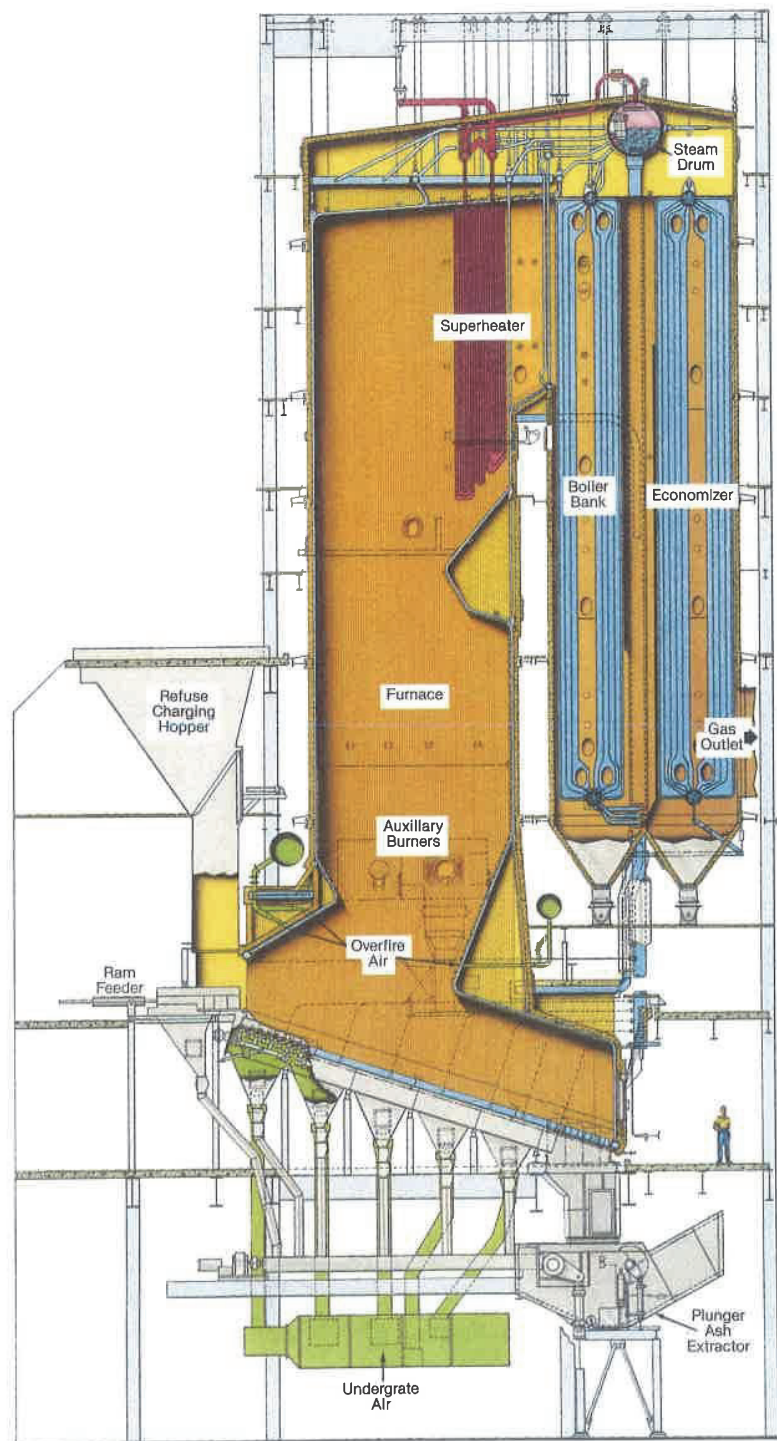 Steam
Drum
Superheater
Boiler
Bank
Economizer
Refuse
Charging
Hopper
Furnace
Gas
Outlet
Auxillary
Burners
Overfire
Air
Ram
Feeder
Plunger
Ash
Extractor
Undergrate
Air